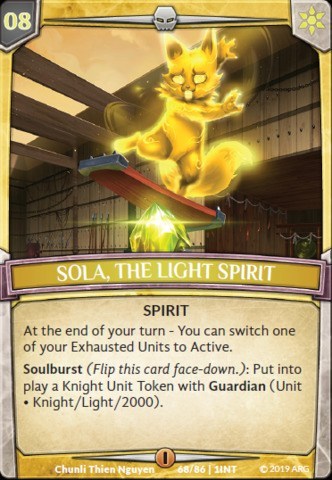 08
SOLA, THE LIGHT SPIRIT
SPIRIT
At the end of your turn - You can switch one
of your Exhausted Units to Active.
Soulburst (Flip this card face-down.): Put into
play a Knight Unit Token with Guardian (Unit
• Knight/Light/2000).
I
Chunli Thien Nguyen 68/86 | 1INT © 2019 ARG